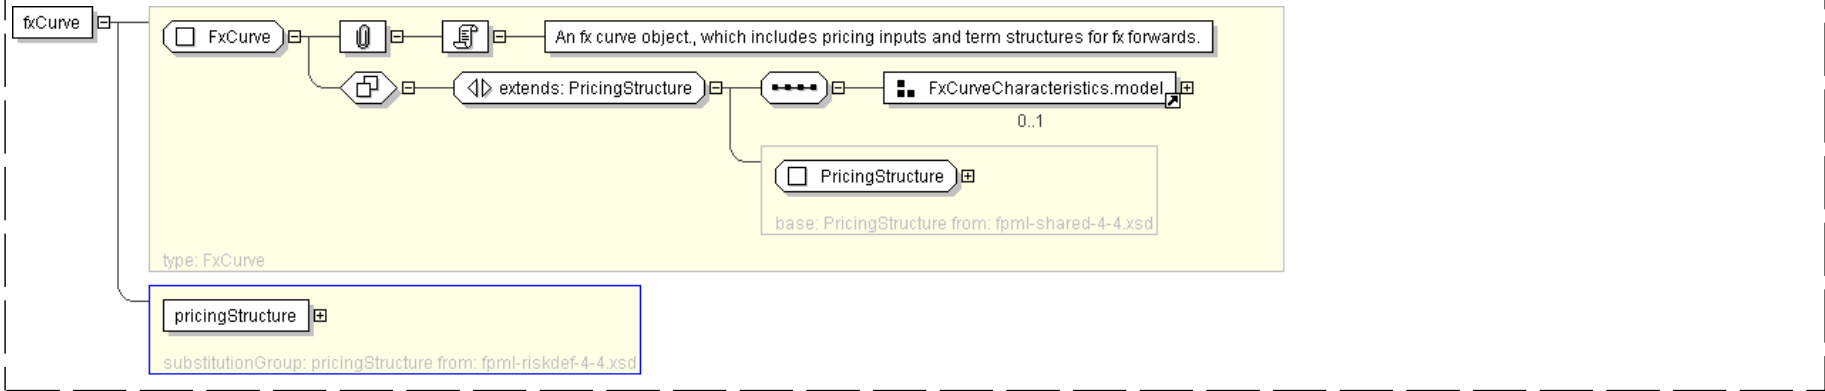 fxCurve
FxCurve
An fx curve object., which includes pricing inputs and term structures for fx forwards.
extends: PricingStructure
FxCurveCharacteristics.model
0..1
PricingStructure
base: PricingStructure from: fpml-shared-4-4.xsd
type: FxCurve
pricingStructure
substitutionGroup: pricingStructure from: fpml-riskdef-4-4.xsd